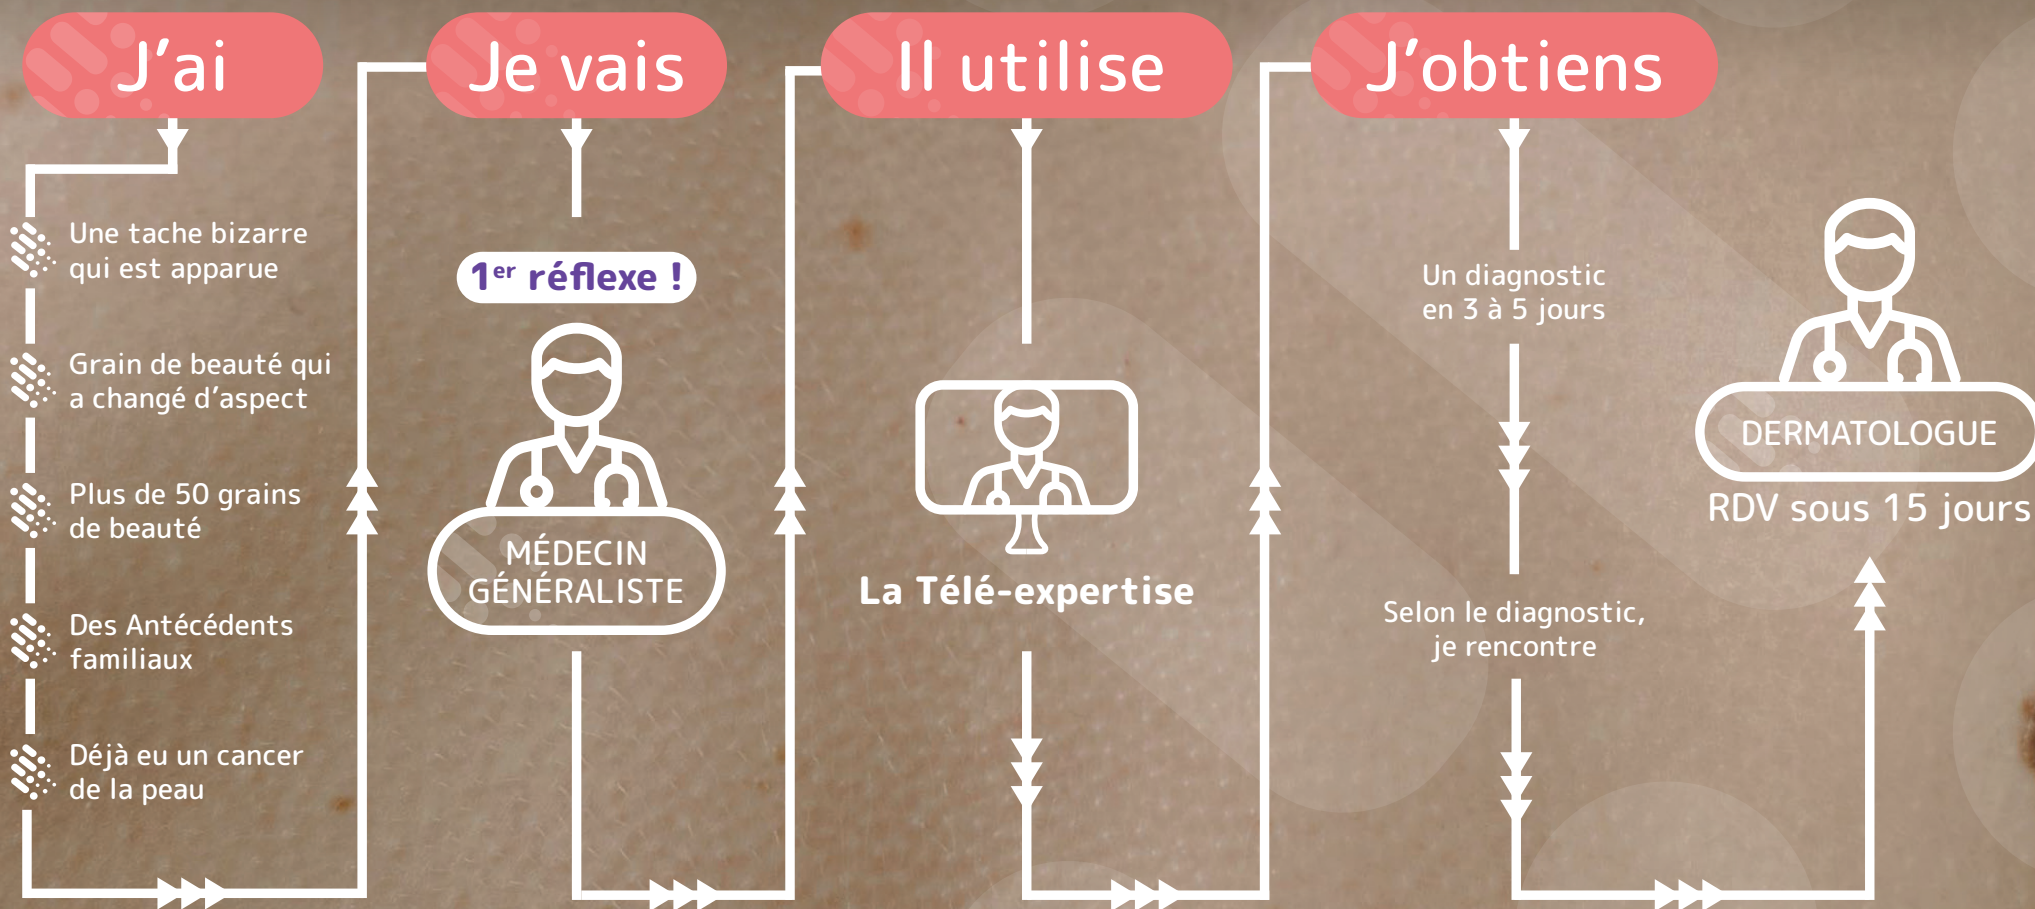 J'ai
Une tache bizarre
qui est apparue
Grain de beauté qui
a changé d'aspect
Plus de 50 grains
de beauté
Des Antécédents
familiaux
Déjà eu un cancer
de la peau
Je vais
1er réflexe !
MÉDECIN
GÉNÉRALISTE
Il utilise
La Télé-expertise
J'obtiens
Un diagnostic
en 3 à 5 jours
Selon le diagnostic,
je rencontre
DERMATOLOGUE
RDV sous 15 jours